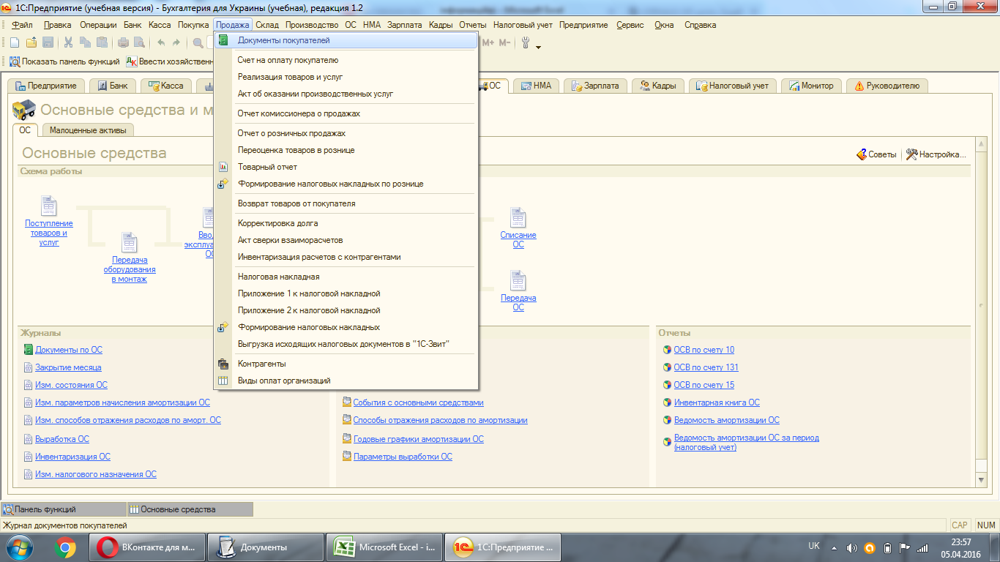 1С:Предприятие (учебная версия) - Бухгалтерия для Украины (учебная), редакция 1.2
Файл Правка Операции Банк Касса Покупка Продажа Склад Производство ОС НМА Зарплата Кадры Отчеты Налоговый учет Предприятие Сервис Окна Справка
M+ M-
Показать панель функций Ввести хозяйственн
Предприятие Банк Касса ОС НМА Зарплата Кадры Налоговый учет Монитор Руководителю
Документы покупателей
Счет на оплату покупателю
Реализация товаров и услуг
Акт об оказании производственных услуг
Отчет комиссионера о продажах
Отчет о розничных продажах
Переоценка товаров в рознице
Товарный отчет
Формирование налоговых накладных по рознице
Возврат товаров от покупателя
Корректировка долга
Акт сверки взаиморасчетов
Инвентаризация расчетов с контрагентами
Налоговая накладная
Приложение 1 к налоговой накладной
Приложение 2 к налоговой накладной
Формирование налоговых накладных
Выгрузка исходящих налоговых документов в "1С-Звит"
Контрагенты
Виды оплат организаций
Основные средства и м
ОС Малоценные активы
Основные средства
Советы Настройка...
Схема работы
Поступление
товаров и
услуг
Передача
оборудования
в монтаж
Ввод
эксплуа
ОС
Списание
ОС
Передача
ОС
Журналы
Документы по ОС
Закрытие месяца
Изм. состояния ОС
Изм. параметров начисления амортизации ОС
Изм. способов отражения расходов по аморт. ОС
Выработка ОС
Инвентаризация ОС
Изм. налогового назначения ОС
События с основными средствами
Способы отражения расходов по амортизации
Годовые графики амортизации ОС
Параметры выработки ОС
Отчеты
ОСВ по счету 10
ОСВ по счету 131
ОСВ по счету 15
Инвентарная книга ОС
Ведомость амортизации ОС
Ведомость амортизации ОС за период
(налоговый учет)
Панель функций Основные средства
Журнал документов покупателей CAP NUM
ВКонтакте для м... Документы Microsoft Excel - i... 1С:Предприятие ... UK 23:57
05.04.2016